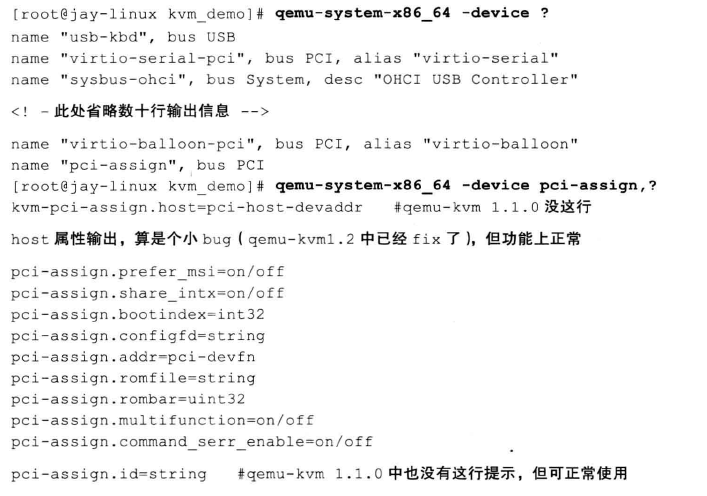 [root@jay-linux kvm_demo]# qemu-system-x86_64 -device ?
name "usb-kbd", bus USB
name "virtio-serial-pci", bus PCI, alias "virtio-serial"
name "sysbus-ohci", bus System, desc "OHCI USB Controller"
<! - 此处省略数十行输出信息 -->
name "virtio-balloon-pci", bus PCI, alias "virtio-balloon"
name "pci-assign", bus PCI
[root@jay-linux kvm_demo]# qemu-system-x86_64 -device pci-assign,?
kvm-pci-assign.host=pci-host-devaddr   #qemu-kvm 1.1.0 没这行
host 属性输出，算是个小 bug（qemu-kvm1.2 中已经 fix 了），但功能上正常
pci-assign.prefer_msi=on/off
pci-assign.share_intx=on/off
pci-assign.bootindex=int32
pci-assign.configfd=string
pci-assign.addr=pci-devfn
pci-assign.romfile=string
pci-assign.rombar=uint32
pci-assign.multifunction=on/off
pci-assign.command_serr_enable=on/off
pci-assign.id=string   #qemu-kvm 1.1.0 中也没有这行提示，但可正常使用